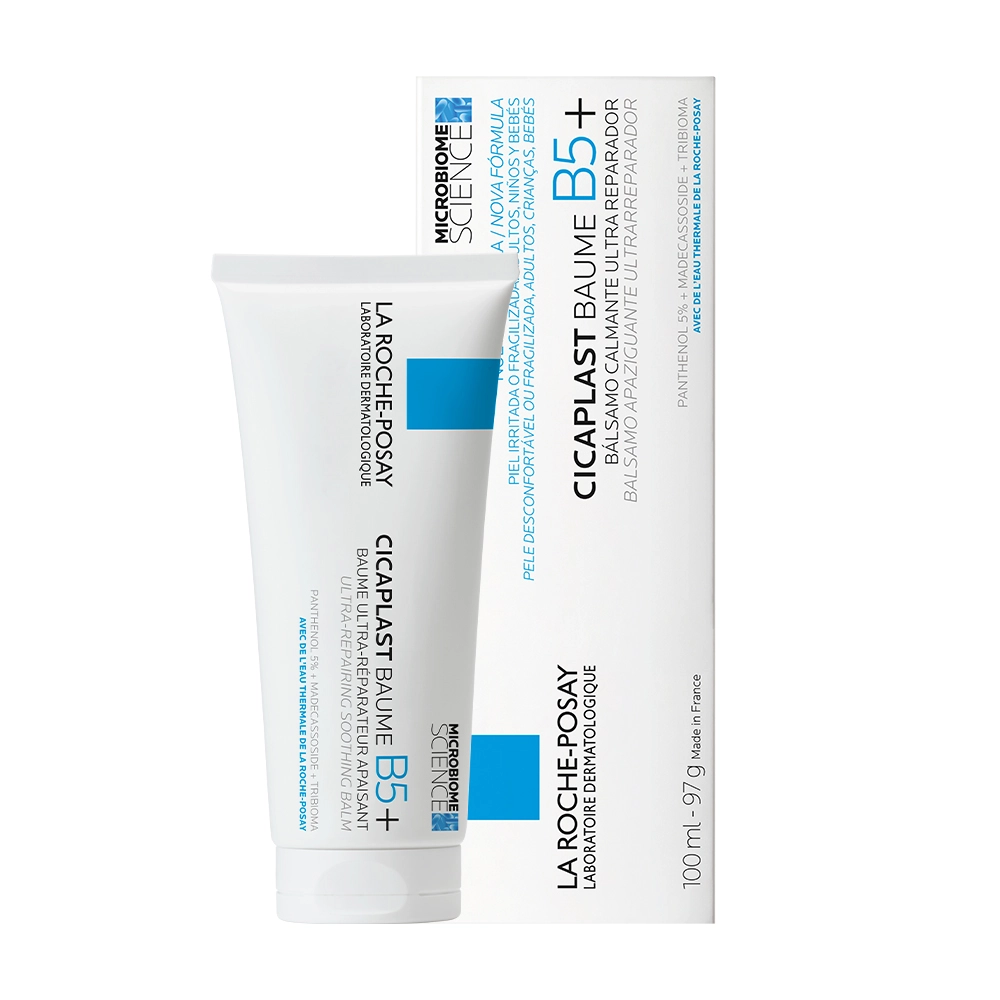 LA ROCHE-POSAY
LABORATOIRE DERMATOLOGIQUE
CICAPLAST BAUME B5+
BAUME ULTRA-RÉPARATEUR APAISANT
ULTRA-REPAIRING SOOTHING BALM
PANTHENOL 5% + MADECASSOSIDE + TRIBIOMA
AVEC DE L'EAU THERMALE DE LA ROCHE-POSAY
MICROBIOME
SCIENCE
MICROBIOME
SCIENCE
/ NOVA FÓRMULA
PIEL IRRITADA O FRAGILIZADA, NIÑOS Y BEBÉS
PELE DESCONFORTÁVEL OU FRAGILIZADA, ADULTOS, CRIANÇAS, BEBÉS
CICAPLAST BAUME B5+
BÁLSAMO CALMANTE ULTRA REPARADOR
BALSAMO APAZIGUANTE ULTRARREPARADOR
PANTHENOL 5% + MADECASSOSIDE + TRIBIOMA
AVEC DE L'EAU THERMALE DE LA ROCHE-POSAY
LA ROCHE-POSAY
LABORATOIRE DERMATOLOGIQUE
100 ml - 97 g Made in France